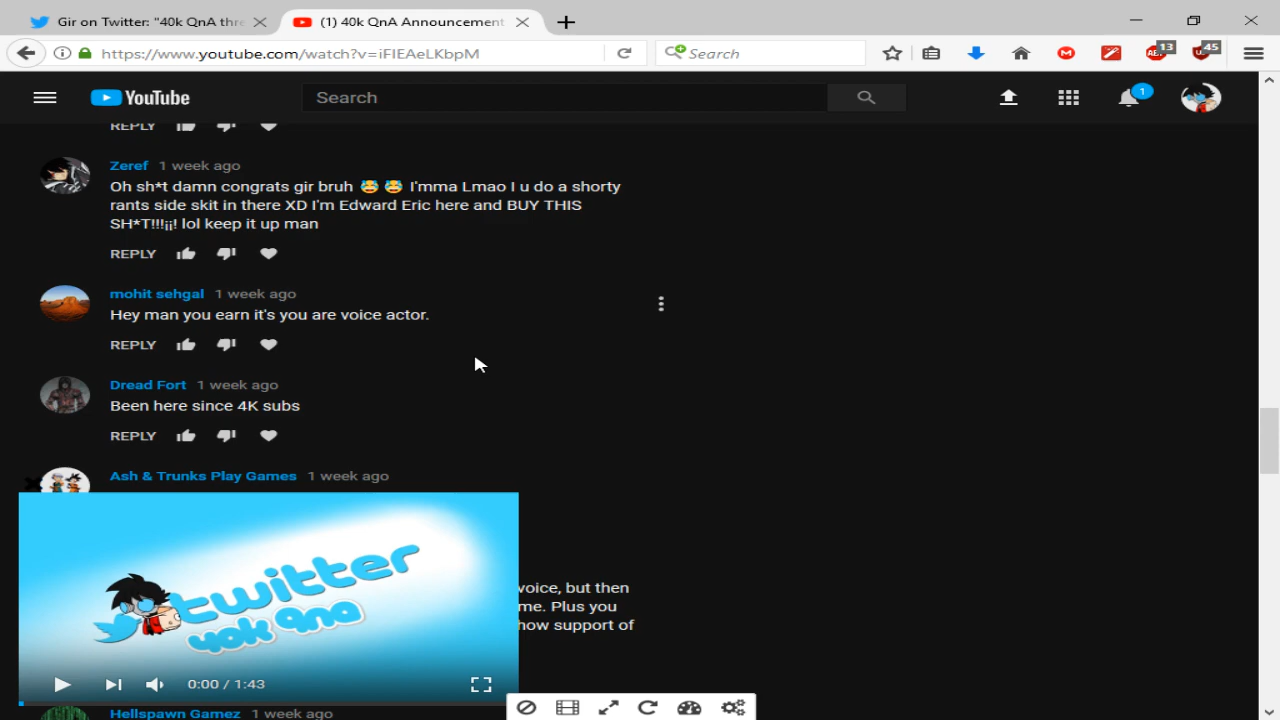 Gir on Twitter: "40k QnA thre
(1) 40k QnA Announcement
https://www.youtube.com/watch?v=iFIEAeLKbpM
Search
13
45
YouTube
Search
1
REPLY
Zeref 1 week ago
Oh sh*t damn congrats gir bruh 😂 😂 I'mma Lmao I u do a shorty
rants side skit in there XD I'm Edward Eric here and BUY THIS
SH*T!!!¡¡! lol keep it up man
REPLY
mohit sehgal 1 week ago
Hey man you earn it's you are voice actor.
REPLY
Dread Fort 1 week ago
Been here since 4K subs
REPLY
Ash & Trunks Play Games 1 week ago
twitter
40k qna
voice, but then
me. Plus you
how support of
0:00 / 1:43
Hellspawn Gamez 1 week ago